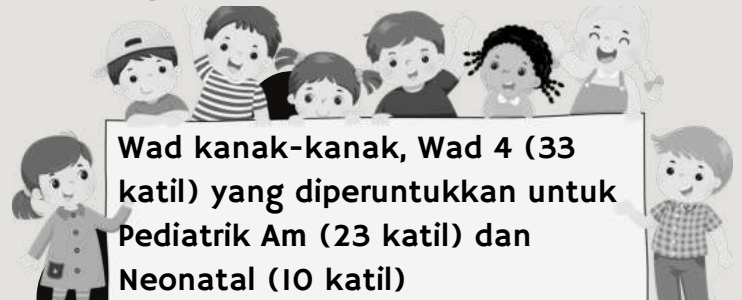 Wad kanak-kanak, Wad 4 (33
katil) yang diperuntukkan untuk
Pediatrik Am (23 katil) dan
Neonatal (10 katil)